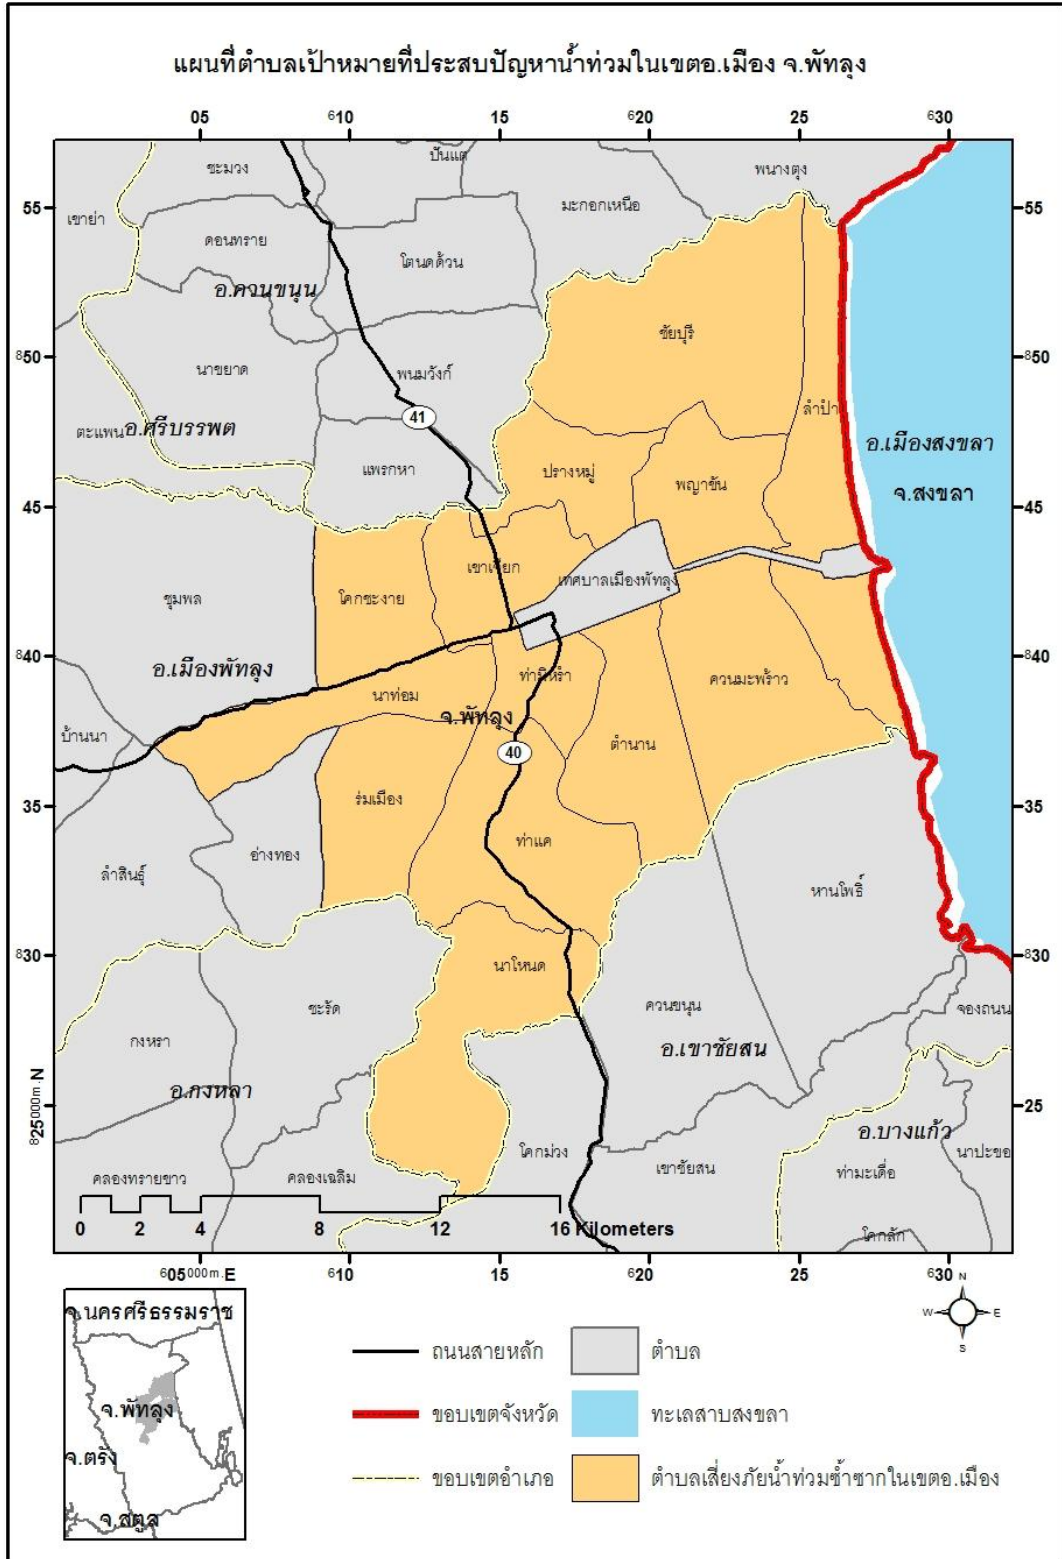 แผนที่ตำบลเป้าหมายที่ประสบปัญหาน้ำท่วมในเขตอ.เมือง จ.พัทลุง
05 610 15 620 25 630
ชะมวง
ปันแต
พนางตุง
เขาย่า
มะกอกเหนือ
55 55
ดอนทราย
โตนดด้วน
อ.ควนขนุน
ชัยบุรี
850 850
นาขยาด
พนมวังก์
ลำปำ
41
ตะแพน
อ.ศรีบรรพต
อ.เมืองสงขลา
แพรกหา
ปรางหมู่
พญาขัน
จ.สงขลา
45 45
เขาเจียก
เทศบาลเมืองพัทลุง
ชุมพล
โคกชะงาย
840 840
อ.เมืองพัทลุง
ท่ามิหรำ
ควนมะพร้าว
นาท่อม
จ.พัทลุง
บ้านนา
40
ตำนาน
35 35
ร่มเมือง
ท่าแค
อ่างทอง
ลำสินธุ์
หานโพธิ์
830 830
นาโหนด
ชะรัด
ควนขนุน
จองถนน
กงหรา
อ.เขาชัยสน
อ.กงหลา
825000m.N 25
อ.บางแก้ว
โคกม่วง
นาปะขอ
คลองทรายขาว
คลองเฉลิม
เขาชัยสน
ท่ามะเดื่อ
0 2 4 8 12 16 Kilometers
โคกสัก
605000m.E 610 15 620 25 630
N
W E
S
จ.นครศรีธรรมราช
จ.พัทลุง
จ.ตรัง
จ.สตูล
ถนนสายหลัก
ตำบล
ขอบเขตจังหวัด
ทะเลสาบสงขลา
ขอบเขตอำเภอ
ตำบลเสี่ยงภัยน้ำท่วมซ้ำซากในเขตอ.เมือง